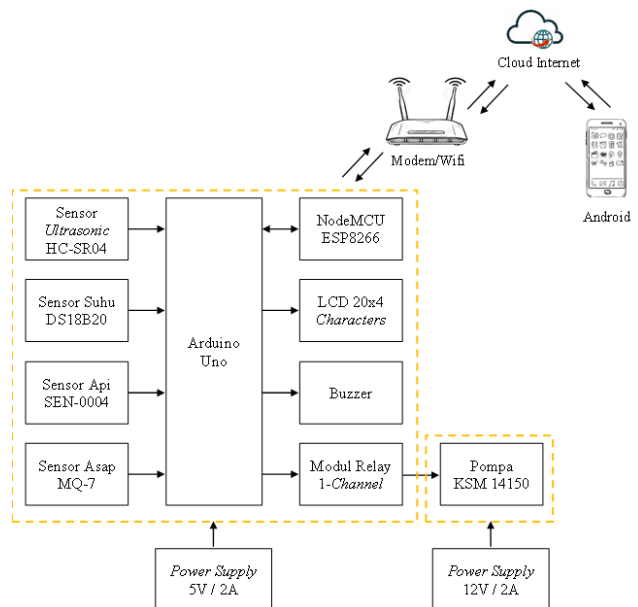 Cloud Internet
Modem/Wifi
Android
Sensor
Ultrasonic
HC-SR04
NodeMCU
ESP8266
Sensor Suhu
DS18B20
LCD 20x4
Characters
Arduino
Uno
Sensor Api
SEN-0004
Buzzer
Sensor Asap
MQ-7
Modul Relay
1-Channel
Pompa
KSM 14150
Power Supply
5V / 2A
Power Supply
12V / 2A